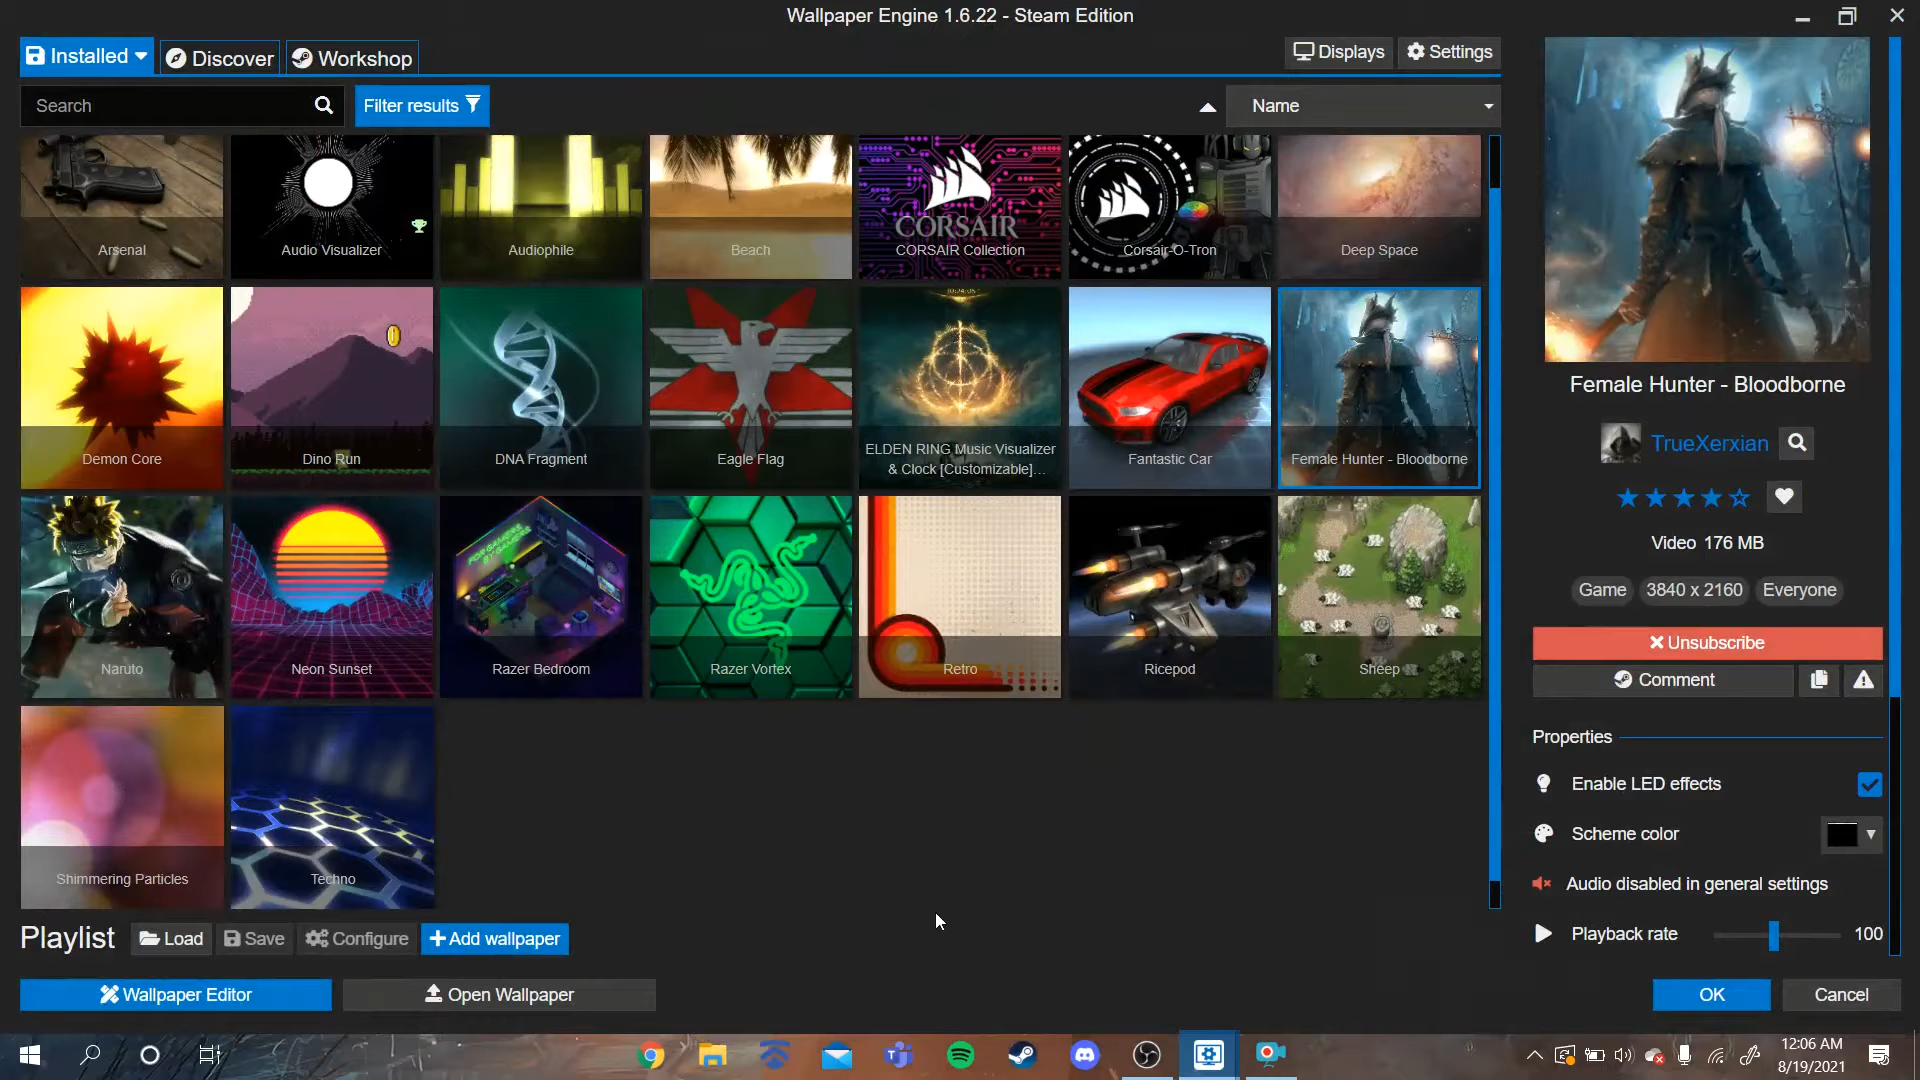 Wallpaper Engine 1.6.22 - Steam Edition
Installed
Discover
Workshop
Displays
Settings
Search
Filter results
Name
Arsenal
Audio Visualizer
Audiophile
Beach
CORSAIR
CORSAIR Collection
Corsair-O-Tron
Deep Space
Demon Core
Dino Run
DNA Fragment
Eagle Flag
ELDEN RING Music Visualizer
& Clock [Customizable]...
Fantastic Car
Female Hunter - Bloodborne
FOR GAMERS
BY GAMERS
Naruto
Neon Sunset
Razer Bedroom
Razer Vortex
Retro
Ricepod
Sheep
Shimmering Particles
Techno
Female Hunter - Bloodborne
TrueXerxian
Video 176 MB
Game 3840 x 2160 Everyone
Unsubscribe
Comment
Properties
Enable LED effects
Scheme color
Audio disabled in general settings
Playback rate 100
Playlist Load Save Configure Add wallpaper
Wallpaper Editor
Open Wallpaper
OK
Cancel
12:06 AM
8/19/2021